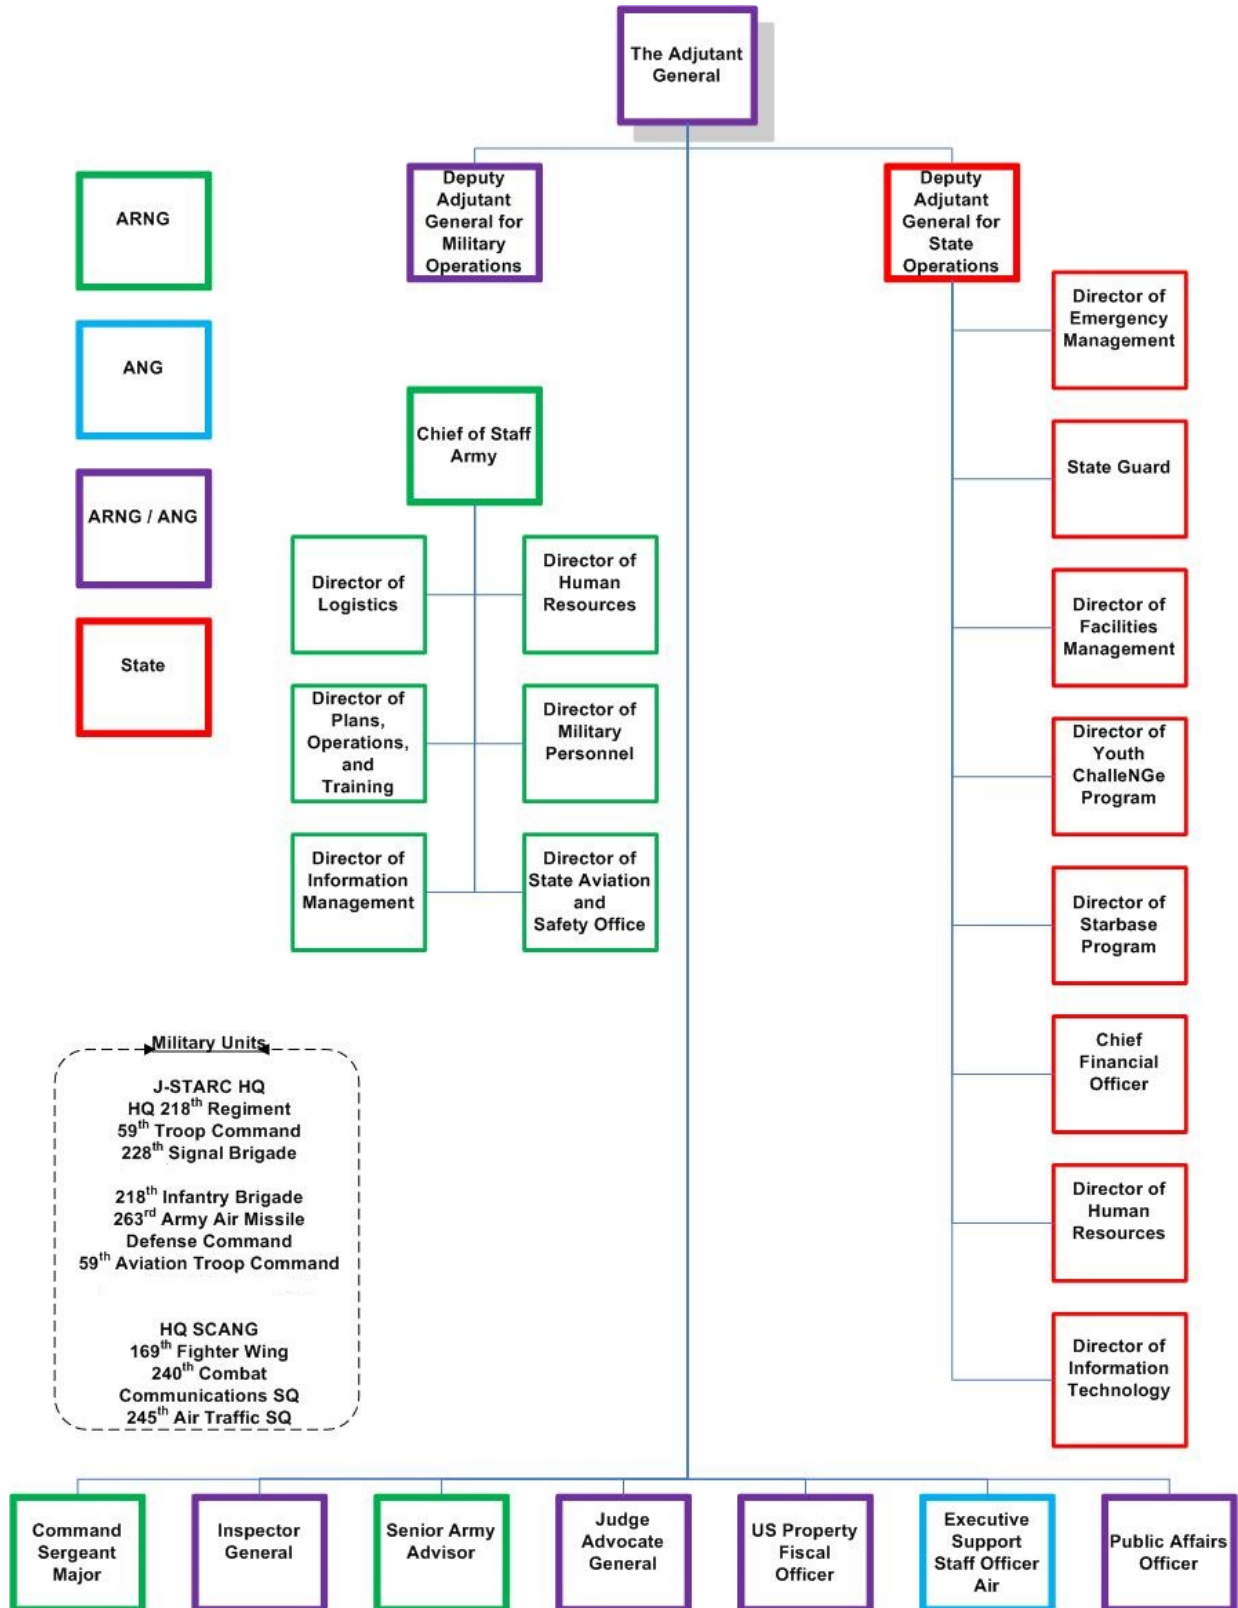 The Adjutant
General
Deputy
Adjutant
General for
Military
Operations
Deputy
Adjutant
General for
State
Operations
ARNG
ANG
ARNG / ANG
State
Chief of Staff
Army
Director of
Logistics
Director of
Human
Resources
Director of
Plans,
Operations,
and
Training
Director of
Military
Personnel
Director of
Information
Management
Director of
State Aviation
and
Safety Office
Director of
Emergency
Management
State Guard
Director of
Facilities
Management
Director of
Youth
ChalleNGe
Program
Director of
Starbase
Program
Chief
Financial
Officer
Director of
Human
Resources
Director of
Information
Technology
Military Units
J-STARC HQ
HQ 218th Regiment
59th Troop Command
228th Signal Brigade
218th Infantry Brigade
263rd Army Air Missile
Defense Command
59th Aviation Troop Command
HQ SCANG
169th Fighter Wing
240th Combat
Communications SQ
245th Air Traffic SQ
Command
Sergeant
Major
Inspector
General
Senior Army
Advisor
Judge
Advocate
General
US Property
Fiscal
Officer
Executive
Support
Staff Officer
Air
Public Affairs
Officer